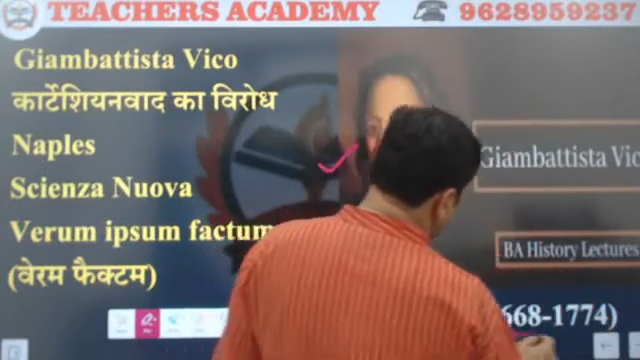 TEACHERS ACADEMY 9628959237
Giambattista Vico
कार्टेशियनवाद का विरोध
Naples
Scienza Nuova
Verum ipsum factum
(वेरम फैक्टम)
Giambattista Vic
BA History Lectures
668-1774)